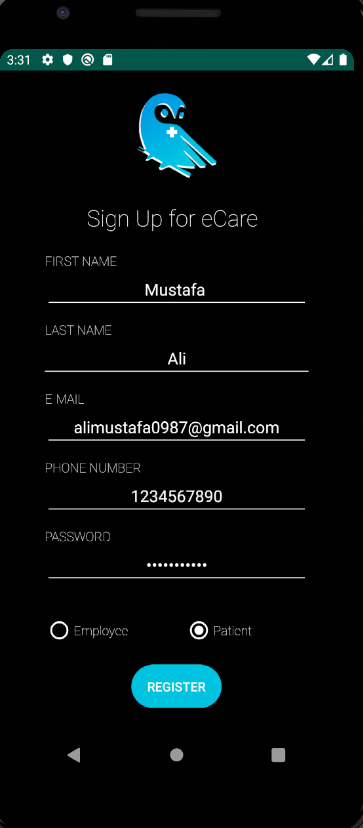 3:31
Sign Up for eCare
FIRST NAME
Mustafa
LAST NAME
Ali
E MAIL
alimustafa0987@gmail.com
PHONE NUMBER
1234567890
PASSWORD
•••••••••••
Employee Patient
REGISTER